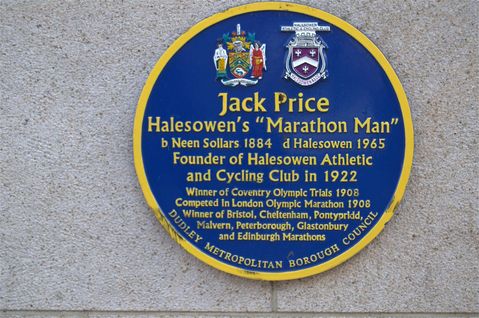 Jack Price
Halesowen's "Marathon Man"
b Neen Sollars 1884 d Halesowen 1965
Founder of Halesowen Athletic
and Cycling Club in 1922
Winner of Coventry Olympic Trials 1908
Competed in London Olympic Marathon 1908
Winner of Bristol, Cheltenham, Pontypridd,
Malvern, Peterborough, Glastonbury
and Edinburgh Marathons
DUDLEY METROPOLITAN BOROUGH COUNCIL